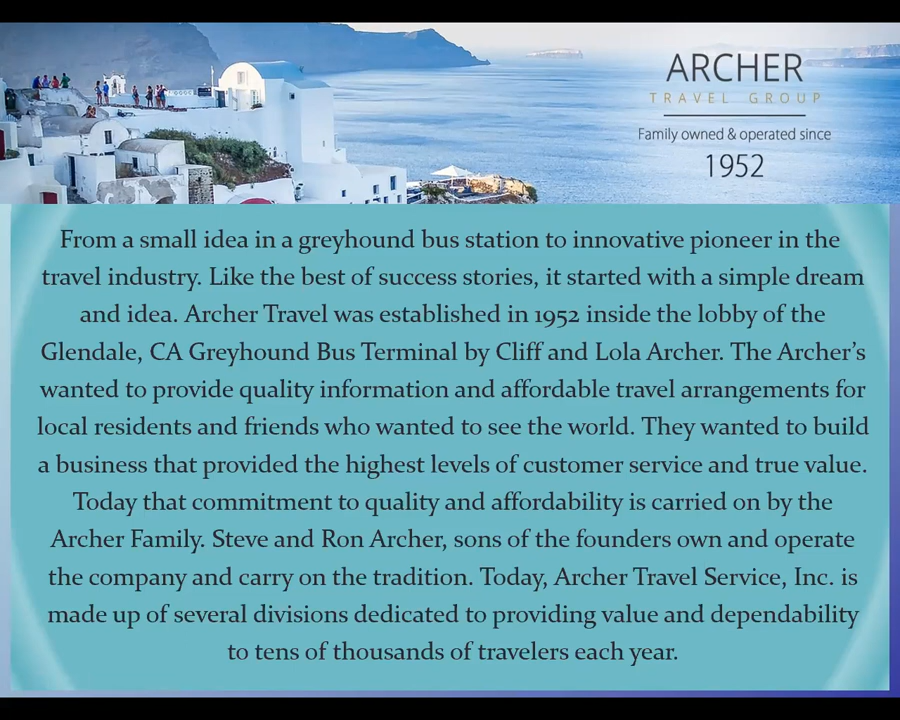 ARCHER
TRAVEL GROUP
Family owned & operated since
1952
From a small idea in a greyhound bus station to innovative pioneer in the
travel industry. Like the best of success stories, it started with a simple dream
and idea. Archer Travel was established in 1952 inside the lobby of the
Glendale, CA Greyhound Bus Terminal by Cliff and Lola Archer. The Archer’s
wanted to provide quality information and affordable travel arrangements for
local residents and friends who wanted to see the world. They wanted to build
a business that provided the highest levels of customer service and true value.
Today that commitment to quality and affordability is carried on by the
Archer Family. Steve and Ron Archer, sons of the founders own and operate
the company and carry on the tradition. Today, Archer Travel Service, Inc. is
made up of several divisions dedicated to providing value and dependability
to tens of thousands of travelers each year.